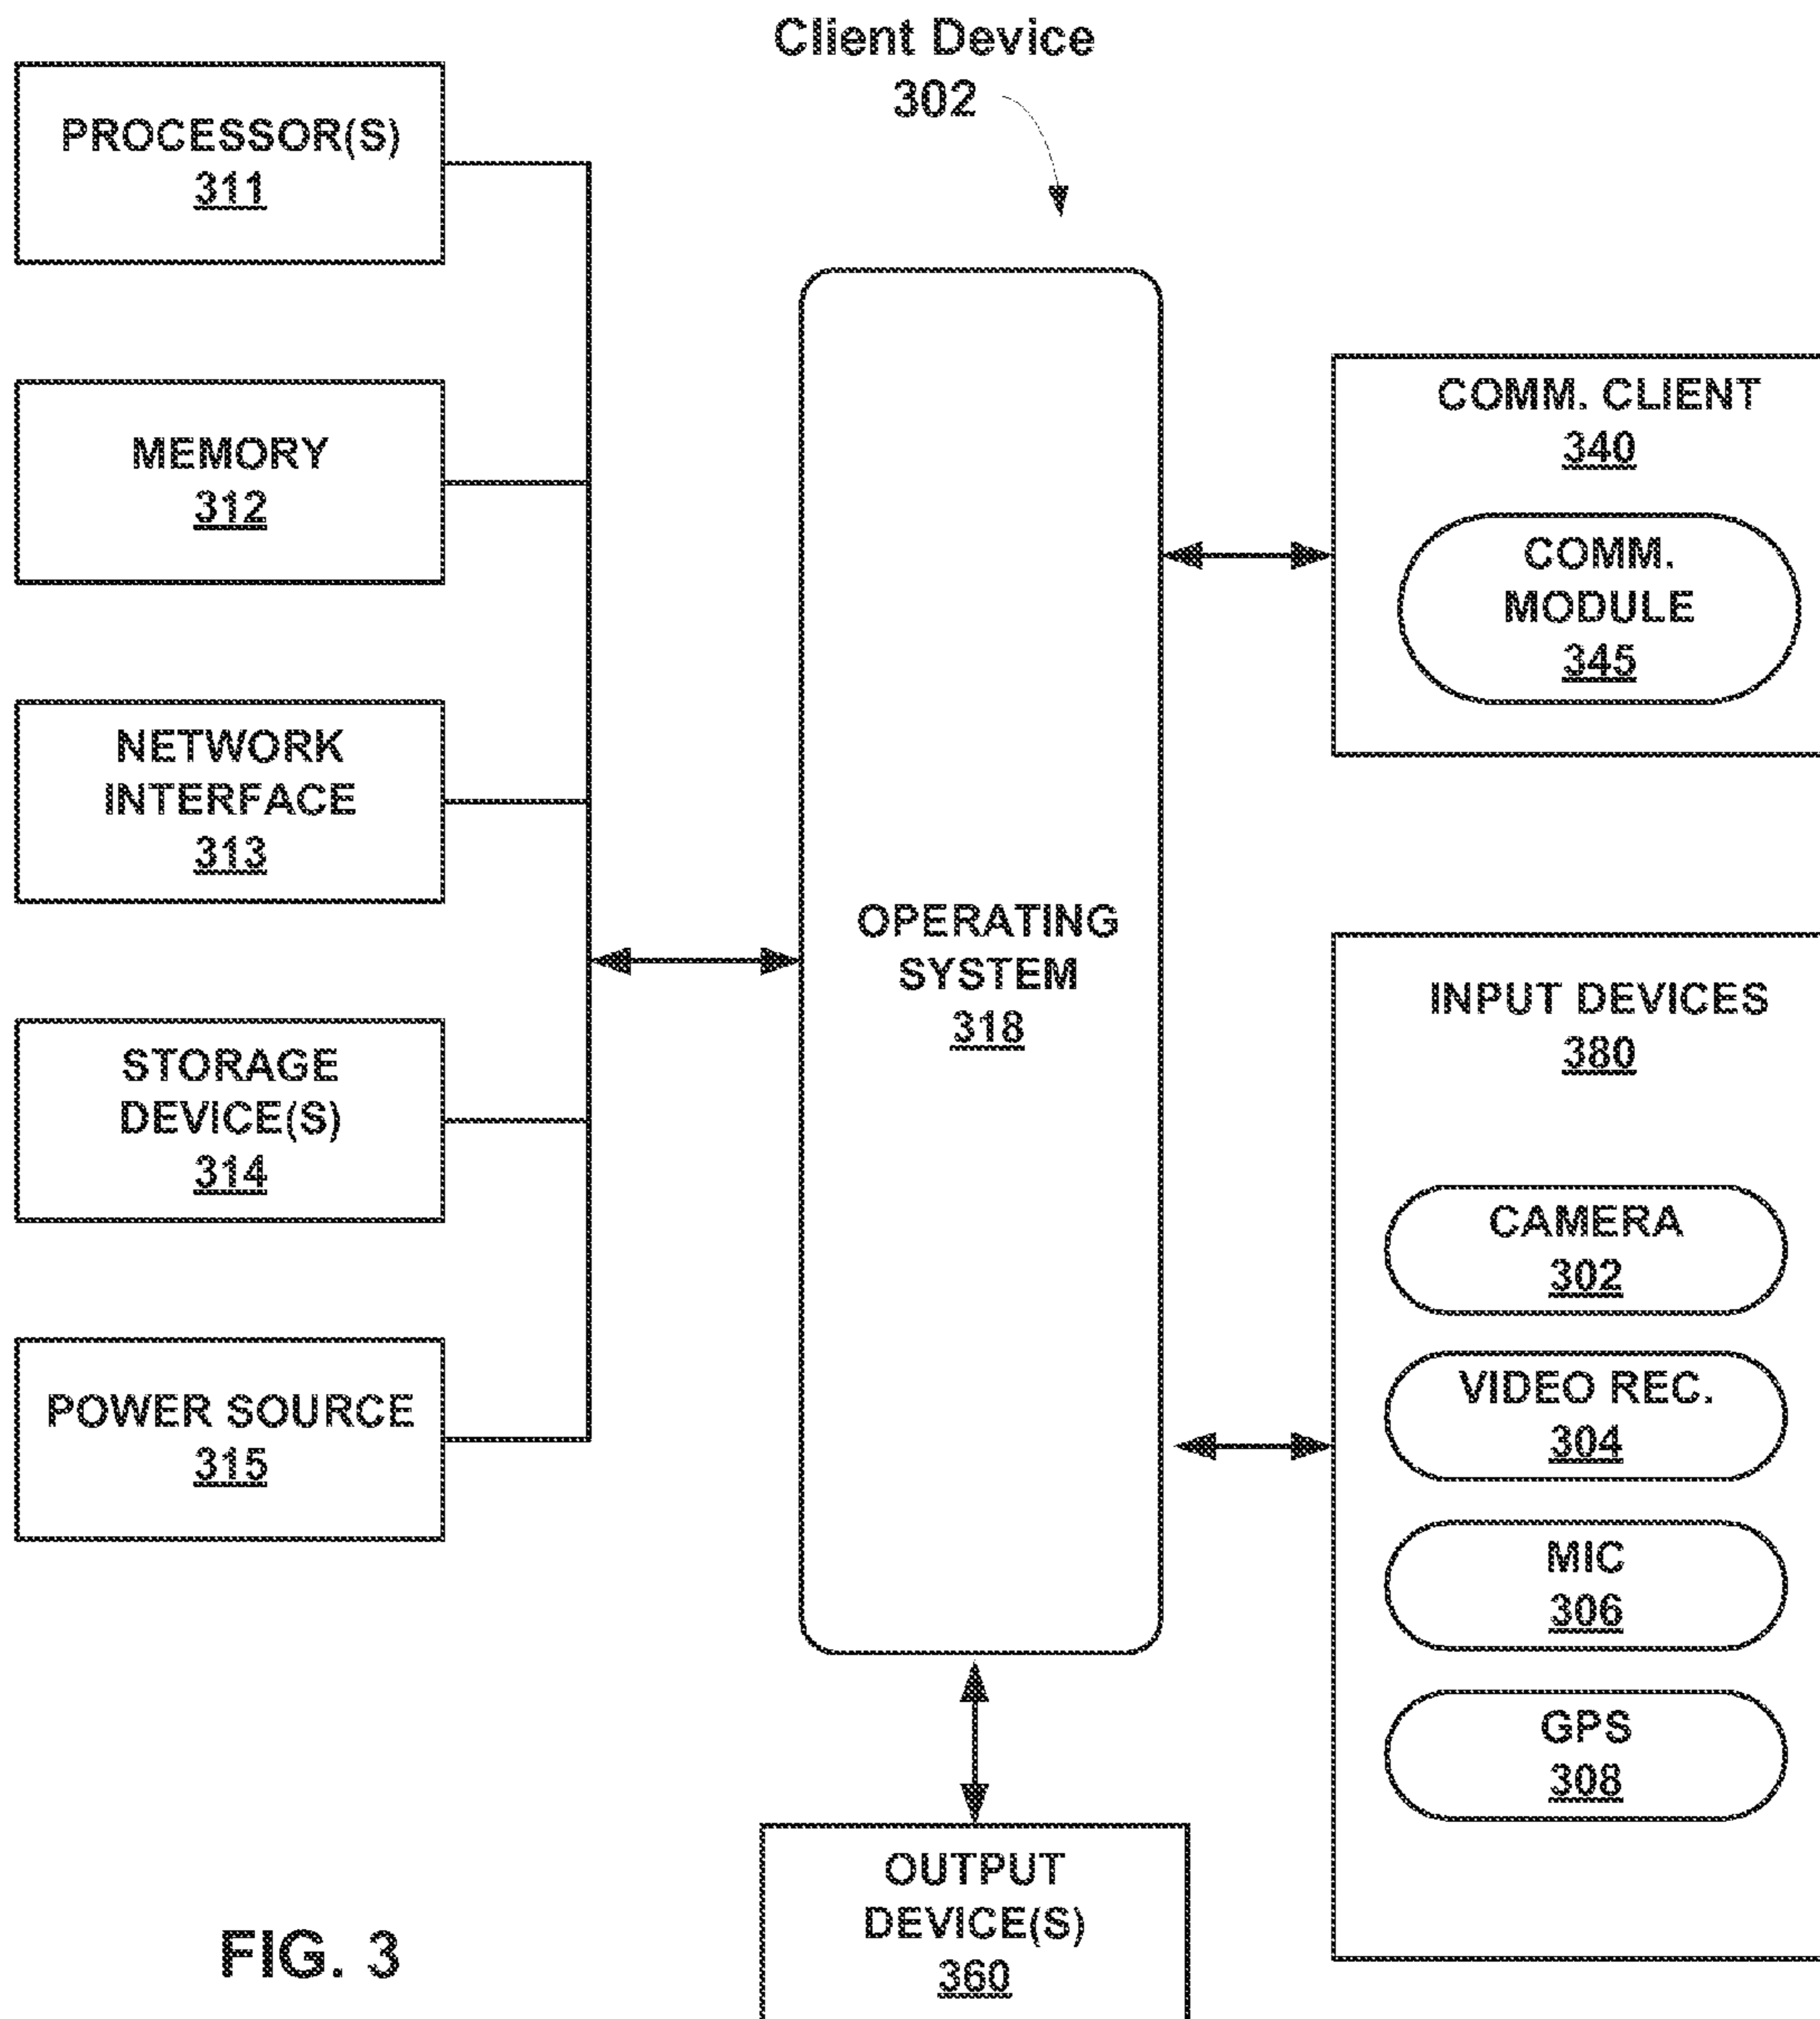 Client Device
302
PROCESSOR(S)
311
MEMORY
312
NETWORK
INTERFACE
313
STORAGE
DEVICE(S)
314
POWER SOURCE
315
OPERATING
SYSTEM
318
COMM. CLIENT
340
COMM.
MODULE
345
INPUT DEVICES
380
CAMERA
302
VIDEO REC.
304
MIC
306
GPS
308
OUTPUT
DEVICE(S)
360
FIG. 3